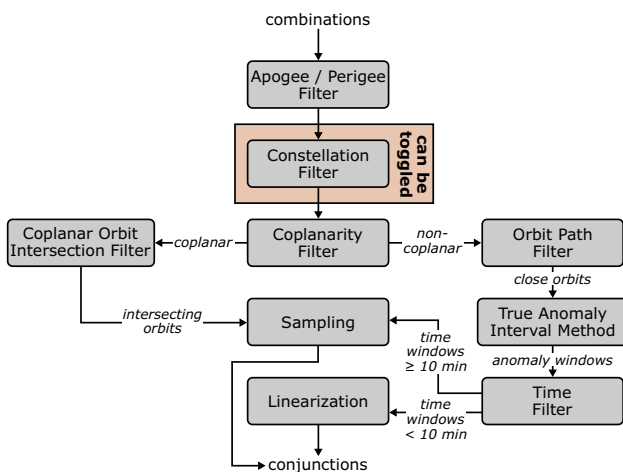 combinations
Apogee / Perigee
Filter
Constellation
Filter
can be
toggled
Coplanar Orbit
Intersection Filter
coplanar
Coplanarity
Filter
non-
coplanar
Orbit Path
Filter
close orbits
intersecting
orbits
Sampling
time
windows
≥ 10 min
True Anomaly
Interval Method
anomaly windows
Linearization
time
windows
< 10 min
Time
Filter
conjunctions